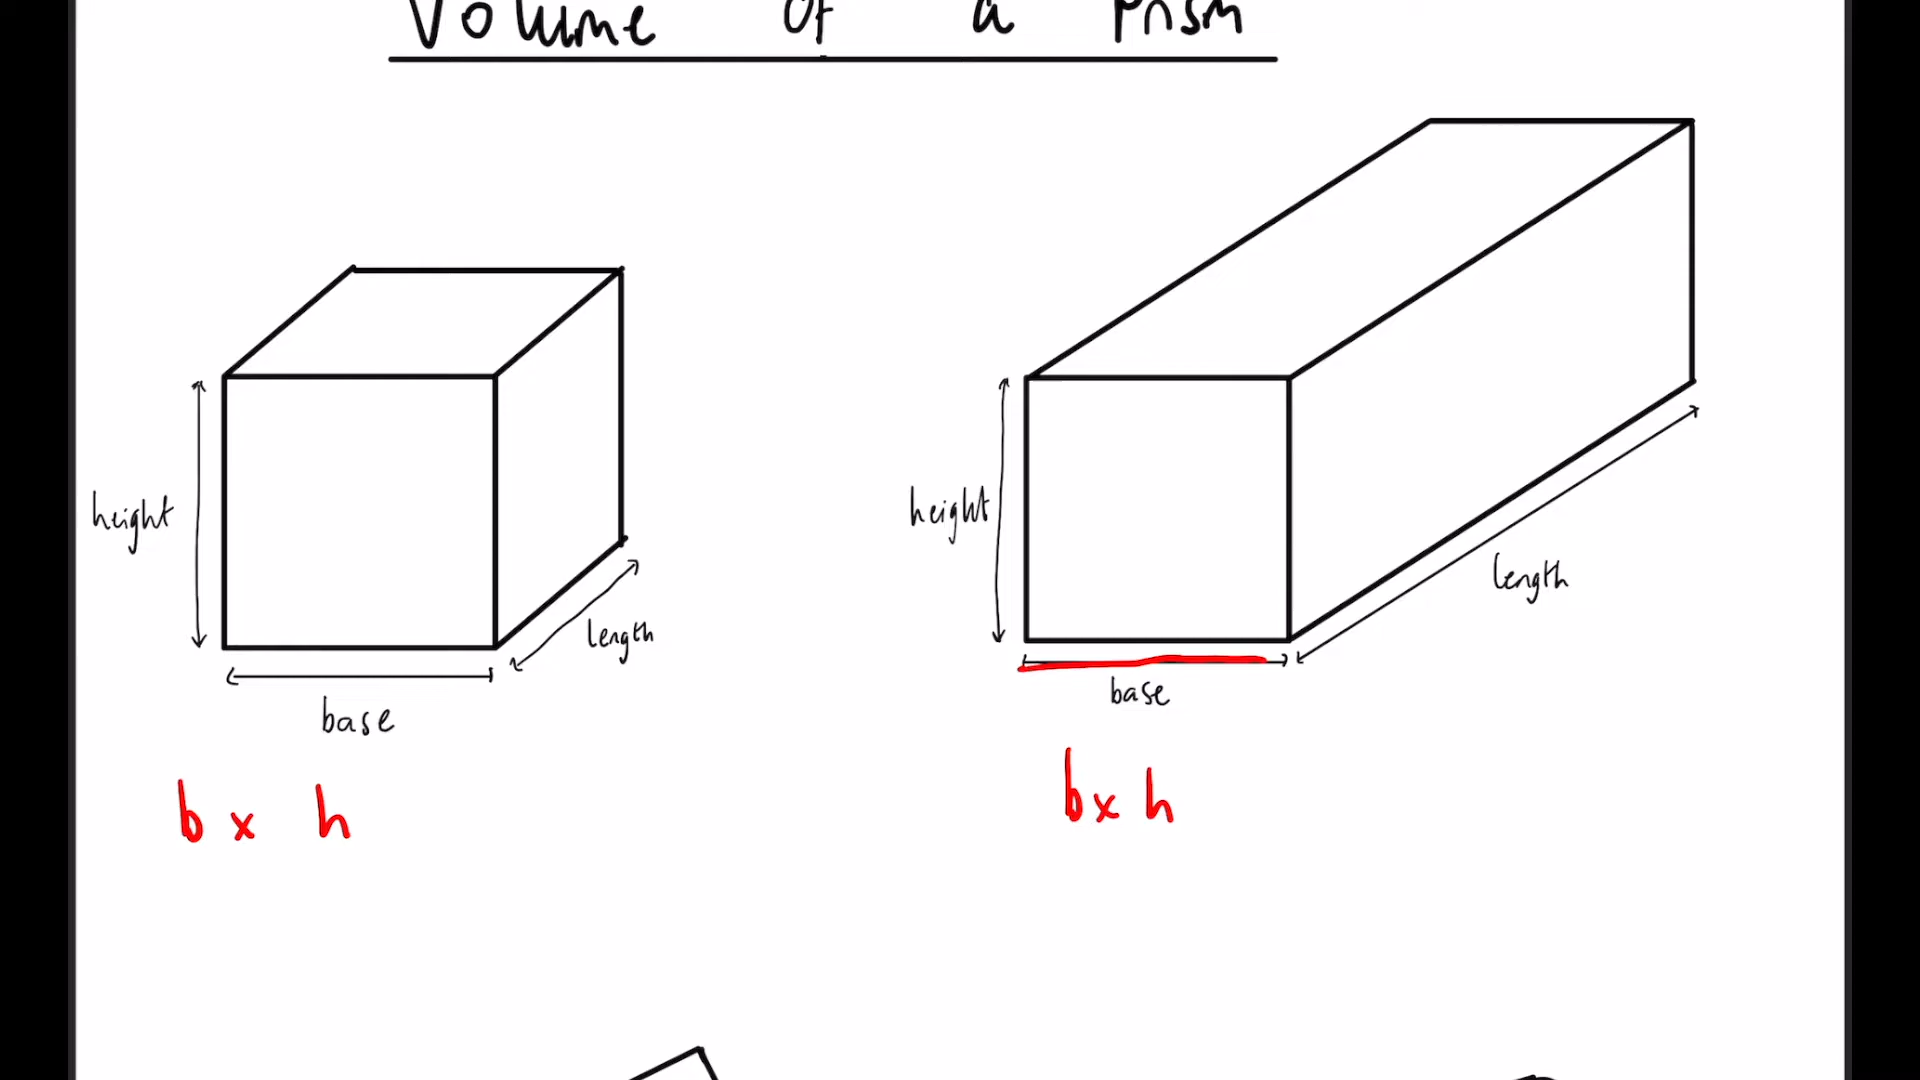 Volume of a Prism
height
length
base
b x h
height
length
base
b x h